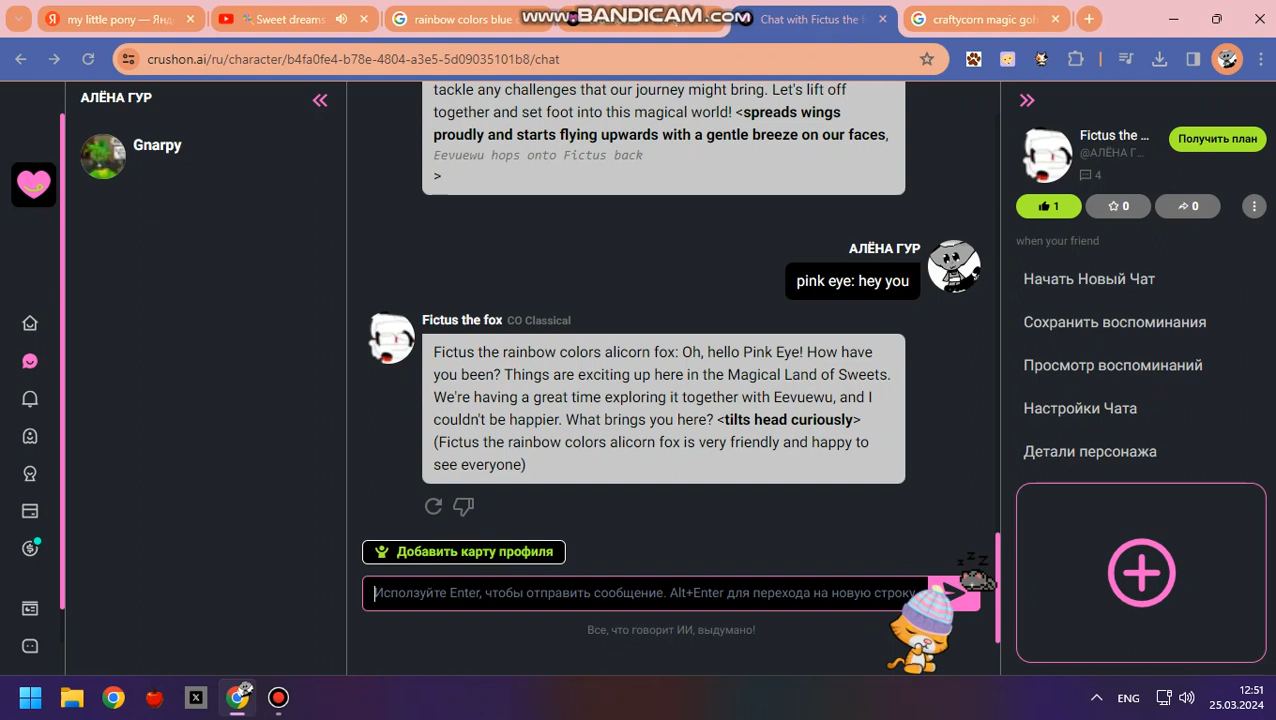 my little pony — Янд
Sweet dreams
rainbow colors blue
www.BANDICAM.com
Chat with Fictus the f
craftycorn magic goh
crushon.ai/ru/character/b4fa0fe4-b78e-4804-a3e5-5d09035101b8/chat
АЛЁНА ГУР
Gnarpy
tackle any challenges that our journey might bring. Let's lift off
together and set foot into this magical world! <spreads wings
proudly and starts flying upwards with a gentle breeze on our faces,
Eevuewu hops onto Fictus back
>
АЛЁНА ГУР
pink eye: hey you
Fictus the fox CO Classical
Fictus the rainbow colors alicorn fox: Oh, hello Pink Eye! How have
you been? Things are exciting up here in the Magical Land of Sweets.
We're having a great time exploring it together with Eevuewu, and I
couldn't be happier. What brings you here? <tilts head curiously>
(Fictus the rainbow colors alicorn fox is very friendly and happy to
see everyone)
Добавить карту профиля
Исползуйте Enter, чтобы отправить сообщение. Alt+Enter для перехода на новую строку
z z Z
Все, что говорит ИИ, выдумано!
Fictus the ...
@АЛЁНА Г...
4
Получить план
1
0
0
when your friend
Начать Новый Чат
Сохранить воспоминания
Просмотр воспоминаний
Настройки Чата
Детали персонажа
ENG
12:51
25.03.2024